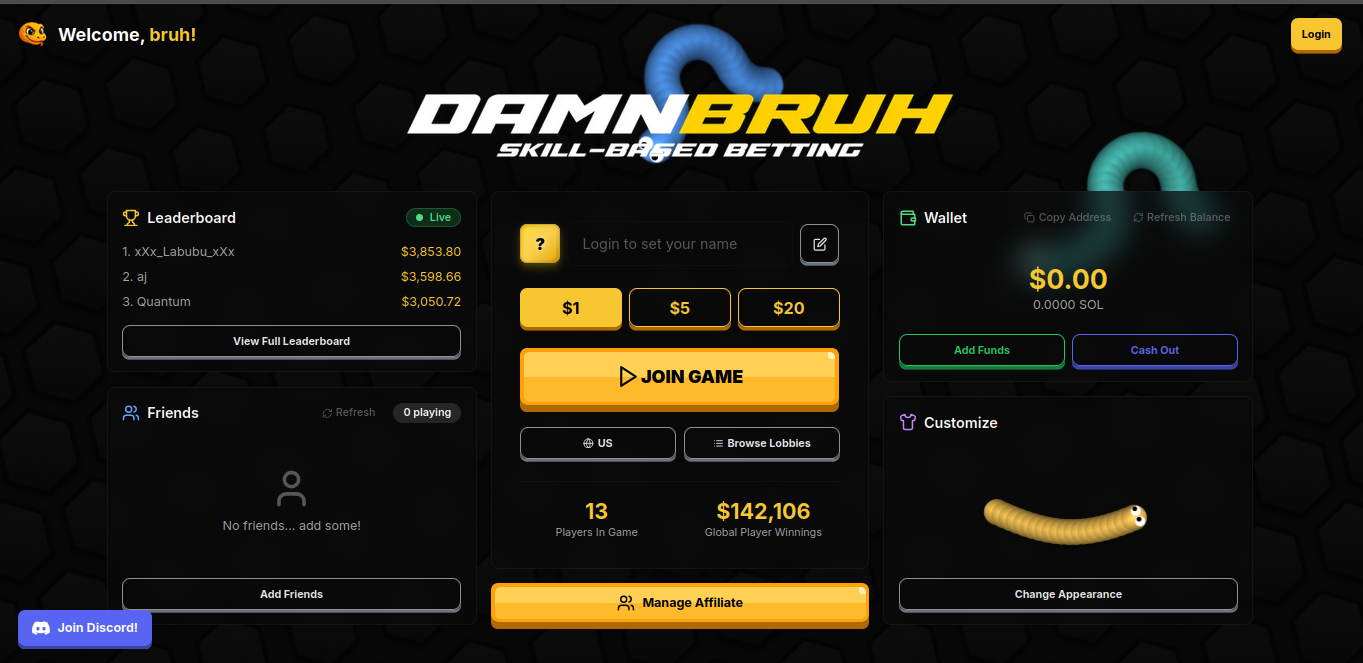 Welcome, bruh!
Login
DAMNBRUH
SKILL-BASED BETTING
Leaderboard
Live
1. xXx_Labubu_xXx $3,853.80
2. aj $3,598.66
3. Quantum $3,050.72
View Full Leaderboard
Friends
Refresh
0 playing
No friends... add some!
Add Friends
Join Discord!
?
Login to set your name
$1 $5 $20
JOIN GAME
US
Browse Lobbies
13
Players In Game
$142,106
Global Player Winnings
Manage Affiliate
Wallet
Copy Address
Refresh Balance
$0.00
0.0000 SOL
Add Funds
Cash Out
Customize
Change Appearance